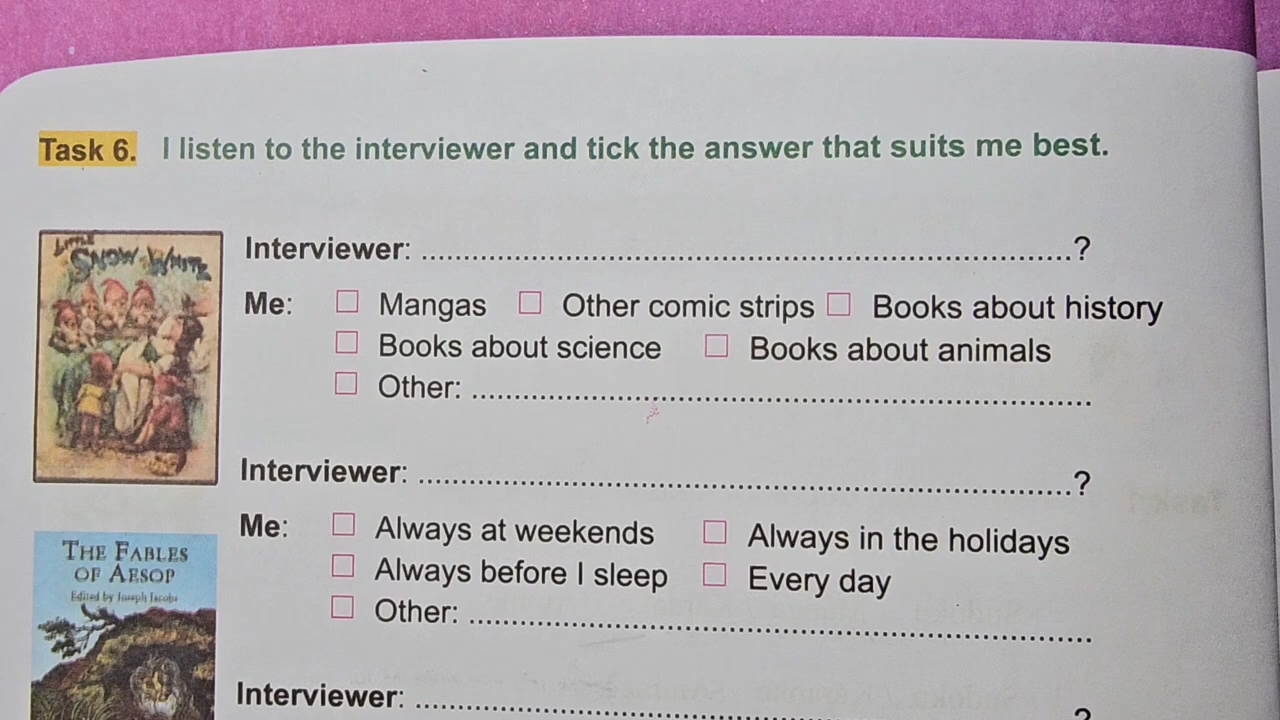 Task 6. I listen to the interviewer and tick the answer that suits me best.
LITTLE
SNOW-WHITE
Interviewer: ........................................................................?
Me: □ Mangas □ Other comic strips □ Books about history
□ Books about science □ Books about animals
□ Other: ........................................................................
Interviewer: ........................................................................?
Me: □ Always at weekends □ Always in the holidays
□ Always before I sleep □ Every day
□ Other: ........................................................................
THE FABLES
OF AESOP
Edited by Joseph Jacobs
Interviewer: ........................................................................?